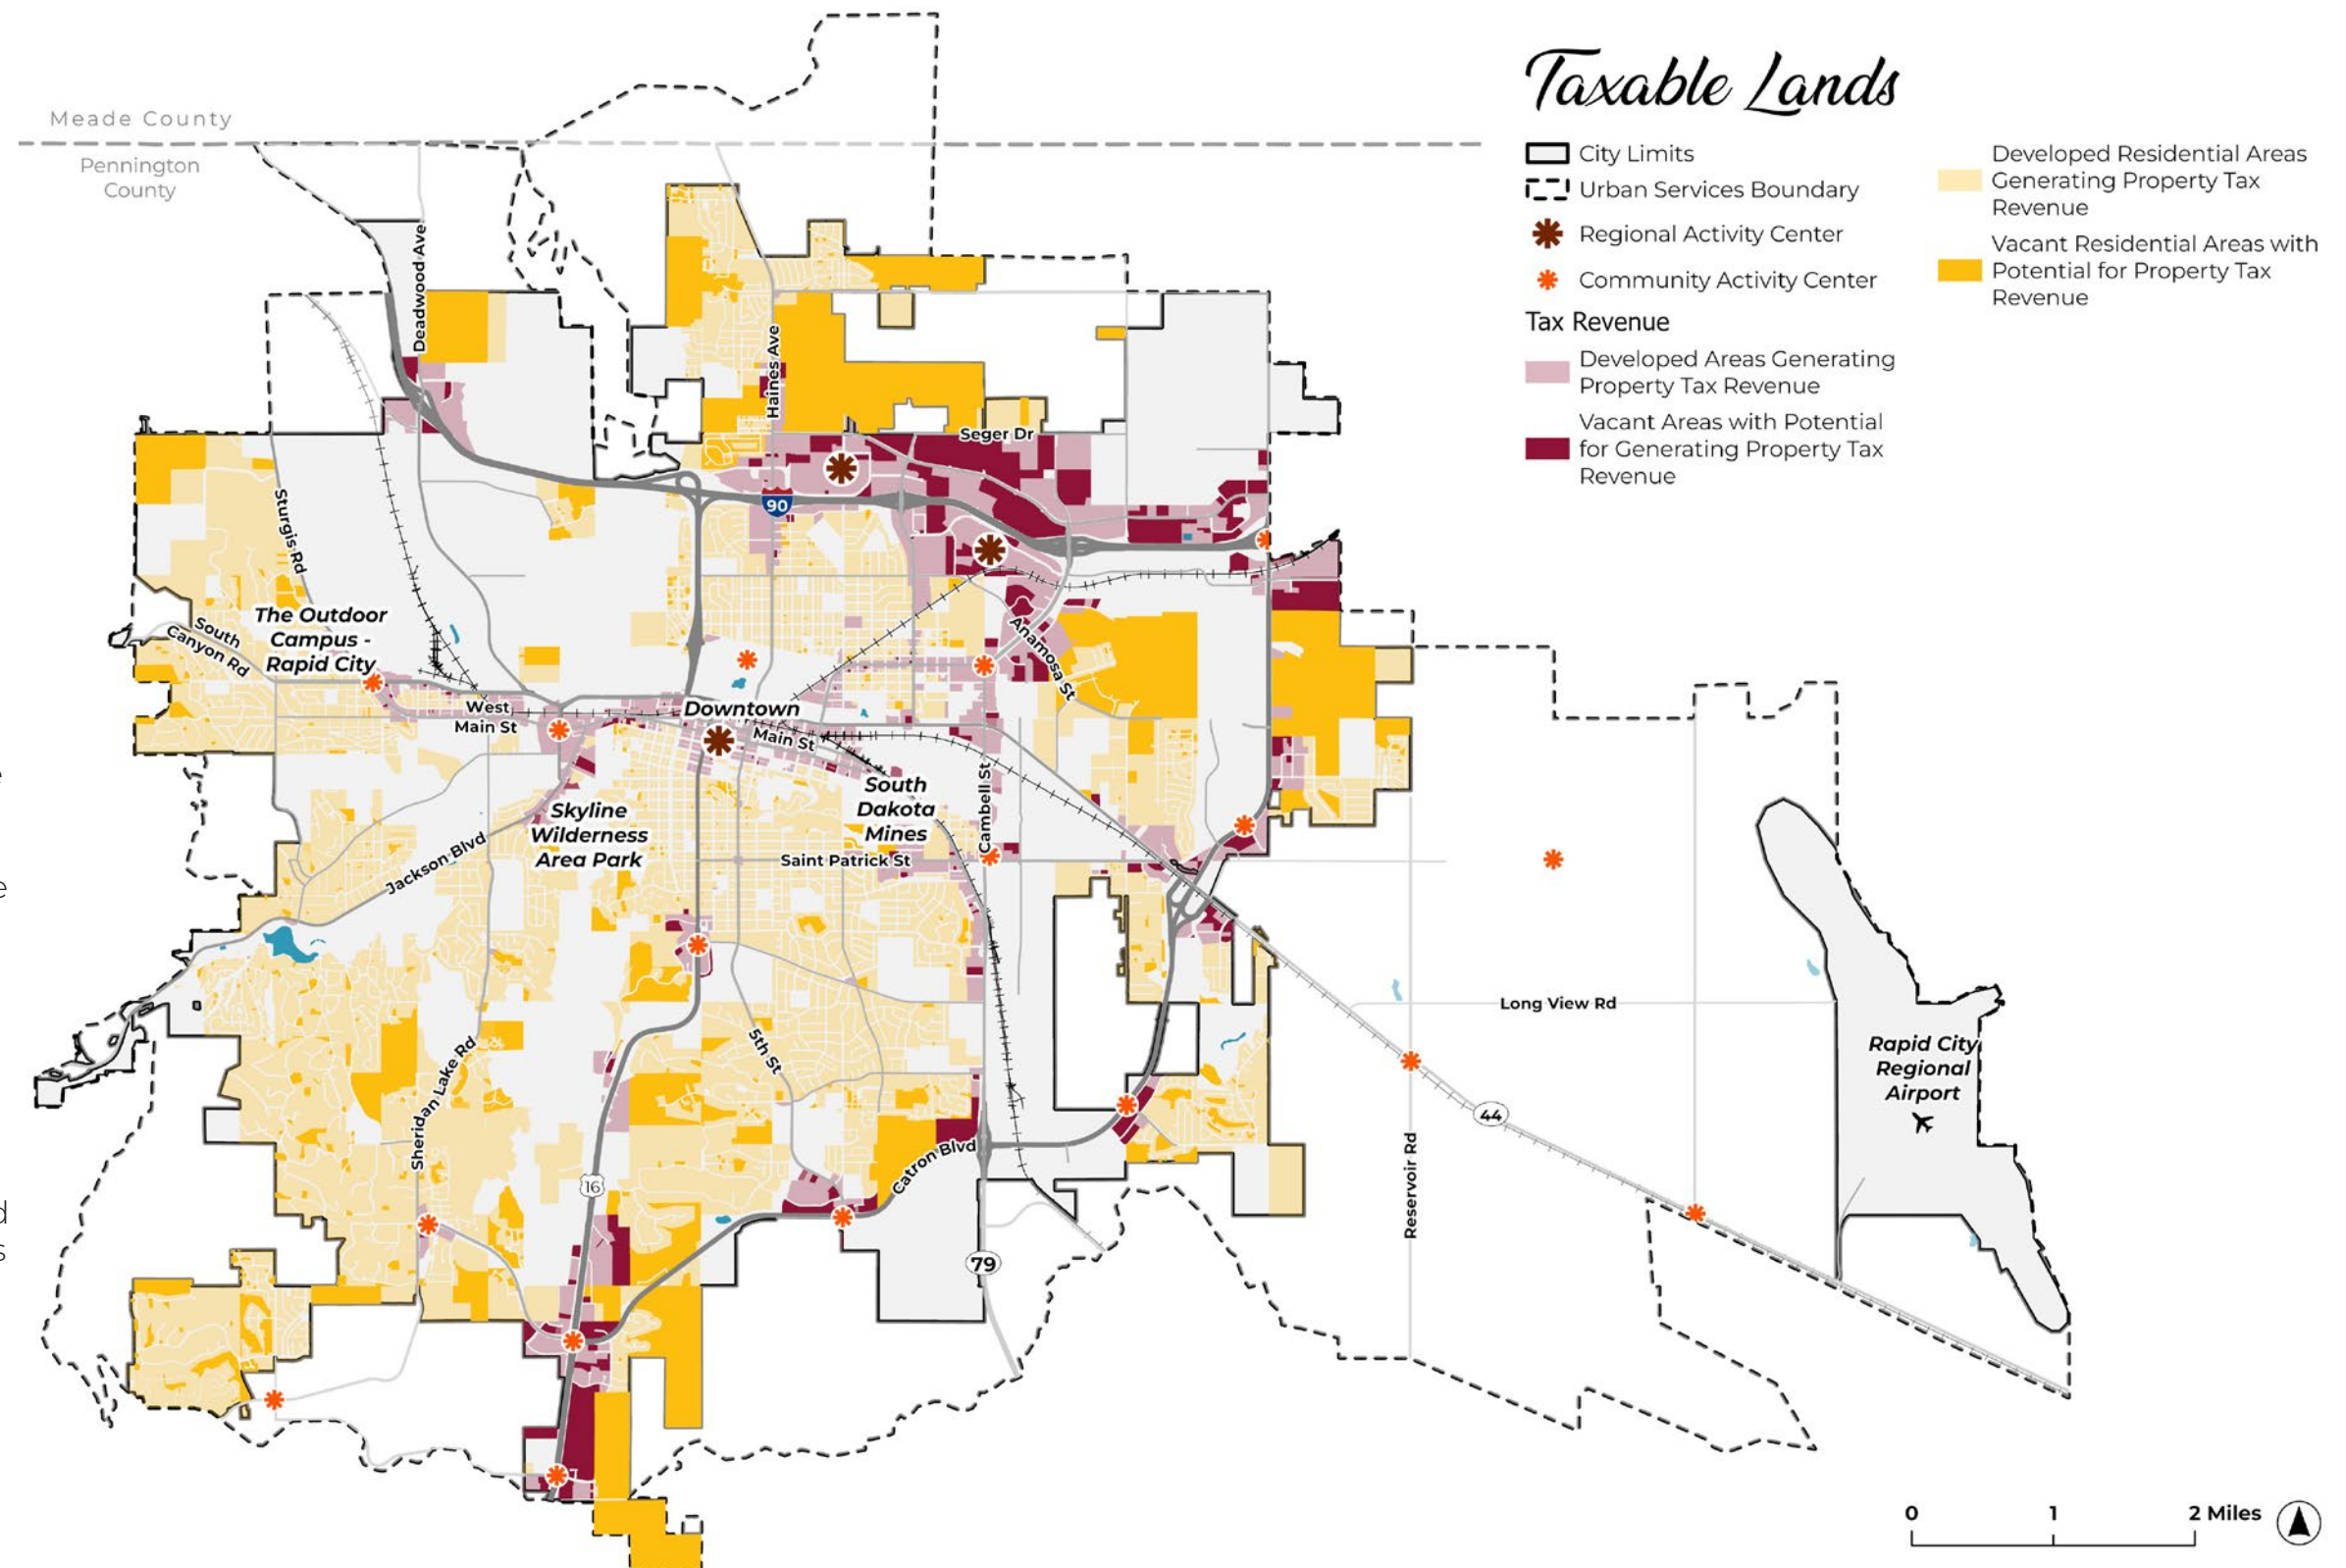 Taxable Lands
City Limits
Urban Services Boundary
Regional Activity Center
Community Activity Center
Tax Revenue
Developed Areas Generating
Property Tax Revenue
Vacant Areas with Potential
for Generating Property Tax
Revenue
Developed Residential Areas
Generating Property Tax
Revenue
Vacant Residential Areas with
Potential for Property Tax
Revenue
Meade County
Pennington
County
Deadwood Ave
Haines Ave
Seger Dr
90
Sturgis Rd
The Outdoor
Campus -
Rapid City
South
Canyon Rd
Anamosa St
West
Main St
Downtown
Main St
South
Dakota
Mines
Cambell St
Skyline
Wilderness
Area Park
Jackson Blvd
Saint Patrick St
Long View Rd
Rapid City
Regional
Airport
5th St
Sheridan Lake Rd
44
Reservoir Rd
Catron Blvd
16
79
0 1 2 Miles
e
e
d
s